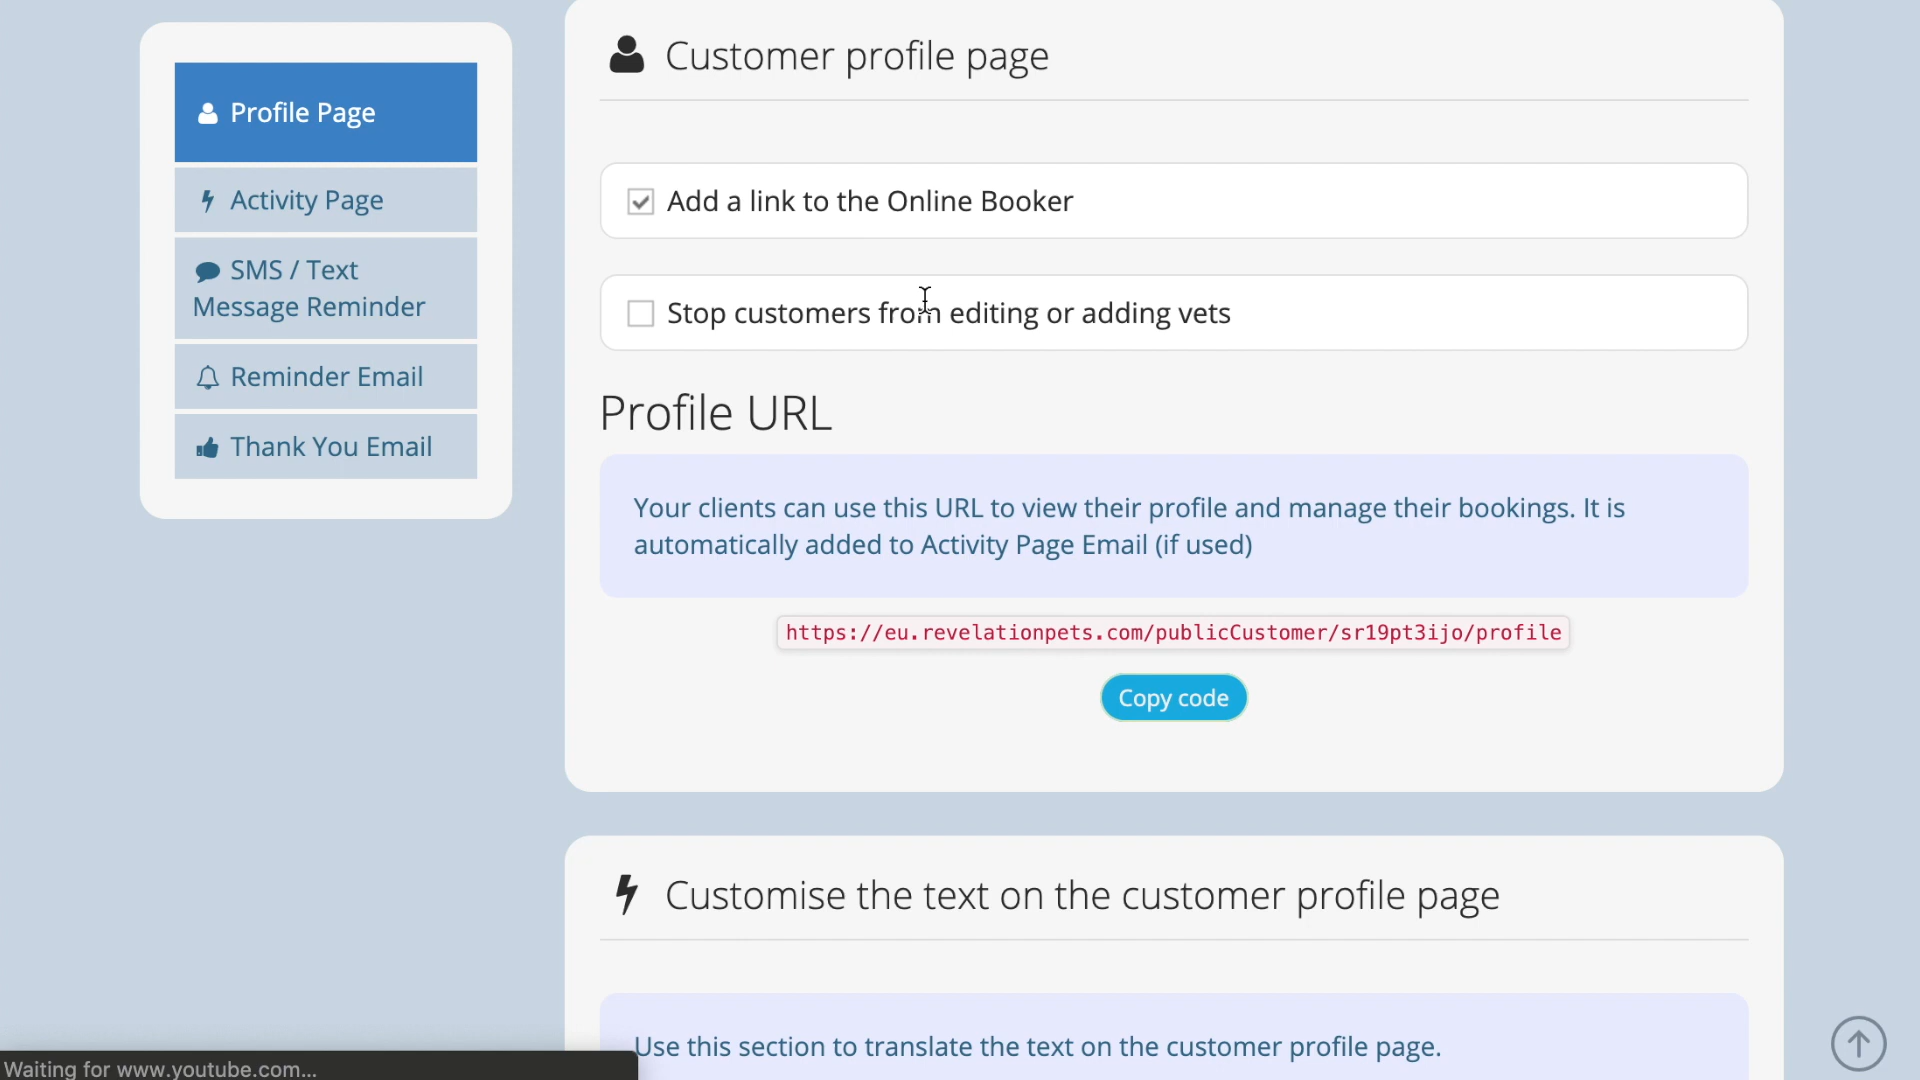 Profile Page
Activity Page
SMS / Text
Message Reminder
Reminder Email
Thank You Email
Customer profile page
Add a link to the Online Booker
Stop customers from editing or adding vets
Profile URL
Your clients can use this URL to view their profile and manage their bookings. It is
automatically added to Activity Page Email (if used)
https://eu.revelationpets.com/publicCustomer/sr19pt3ijo/profile
Copy code
Customise the text on the customer profile page
Use this section to translate the text on the customer profile page.
Waiting for www.youtube.com...